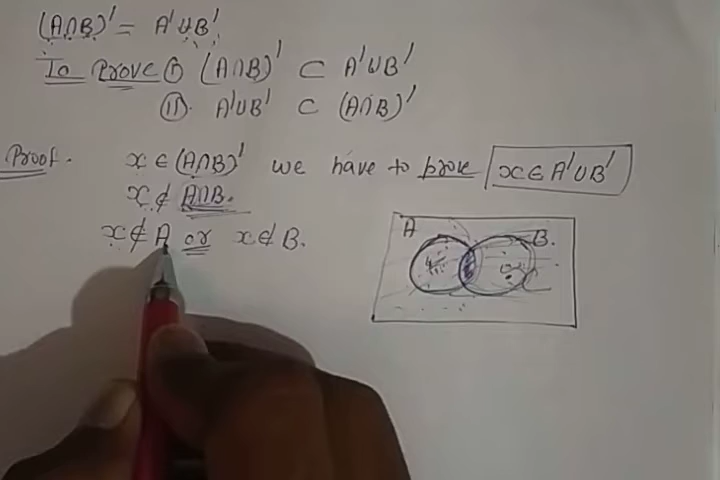 (A∩B)' = A'∪B'
To Prove ⓘ (A∩B)' ⊂ A'∪B'
ⓘⓘ A'∪B' ⊂ (A∩B)'
Proof. x ∈ (A∩B)' we have to prove x ∈ A'∪B'
x ∉ A∩B.
x ∉ A or x ∉ B.
A B.